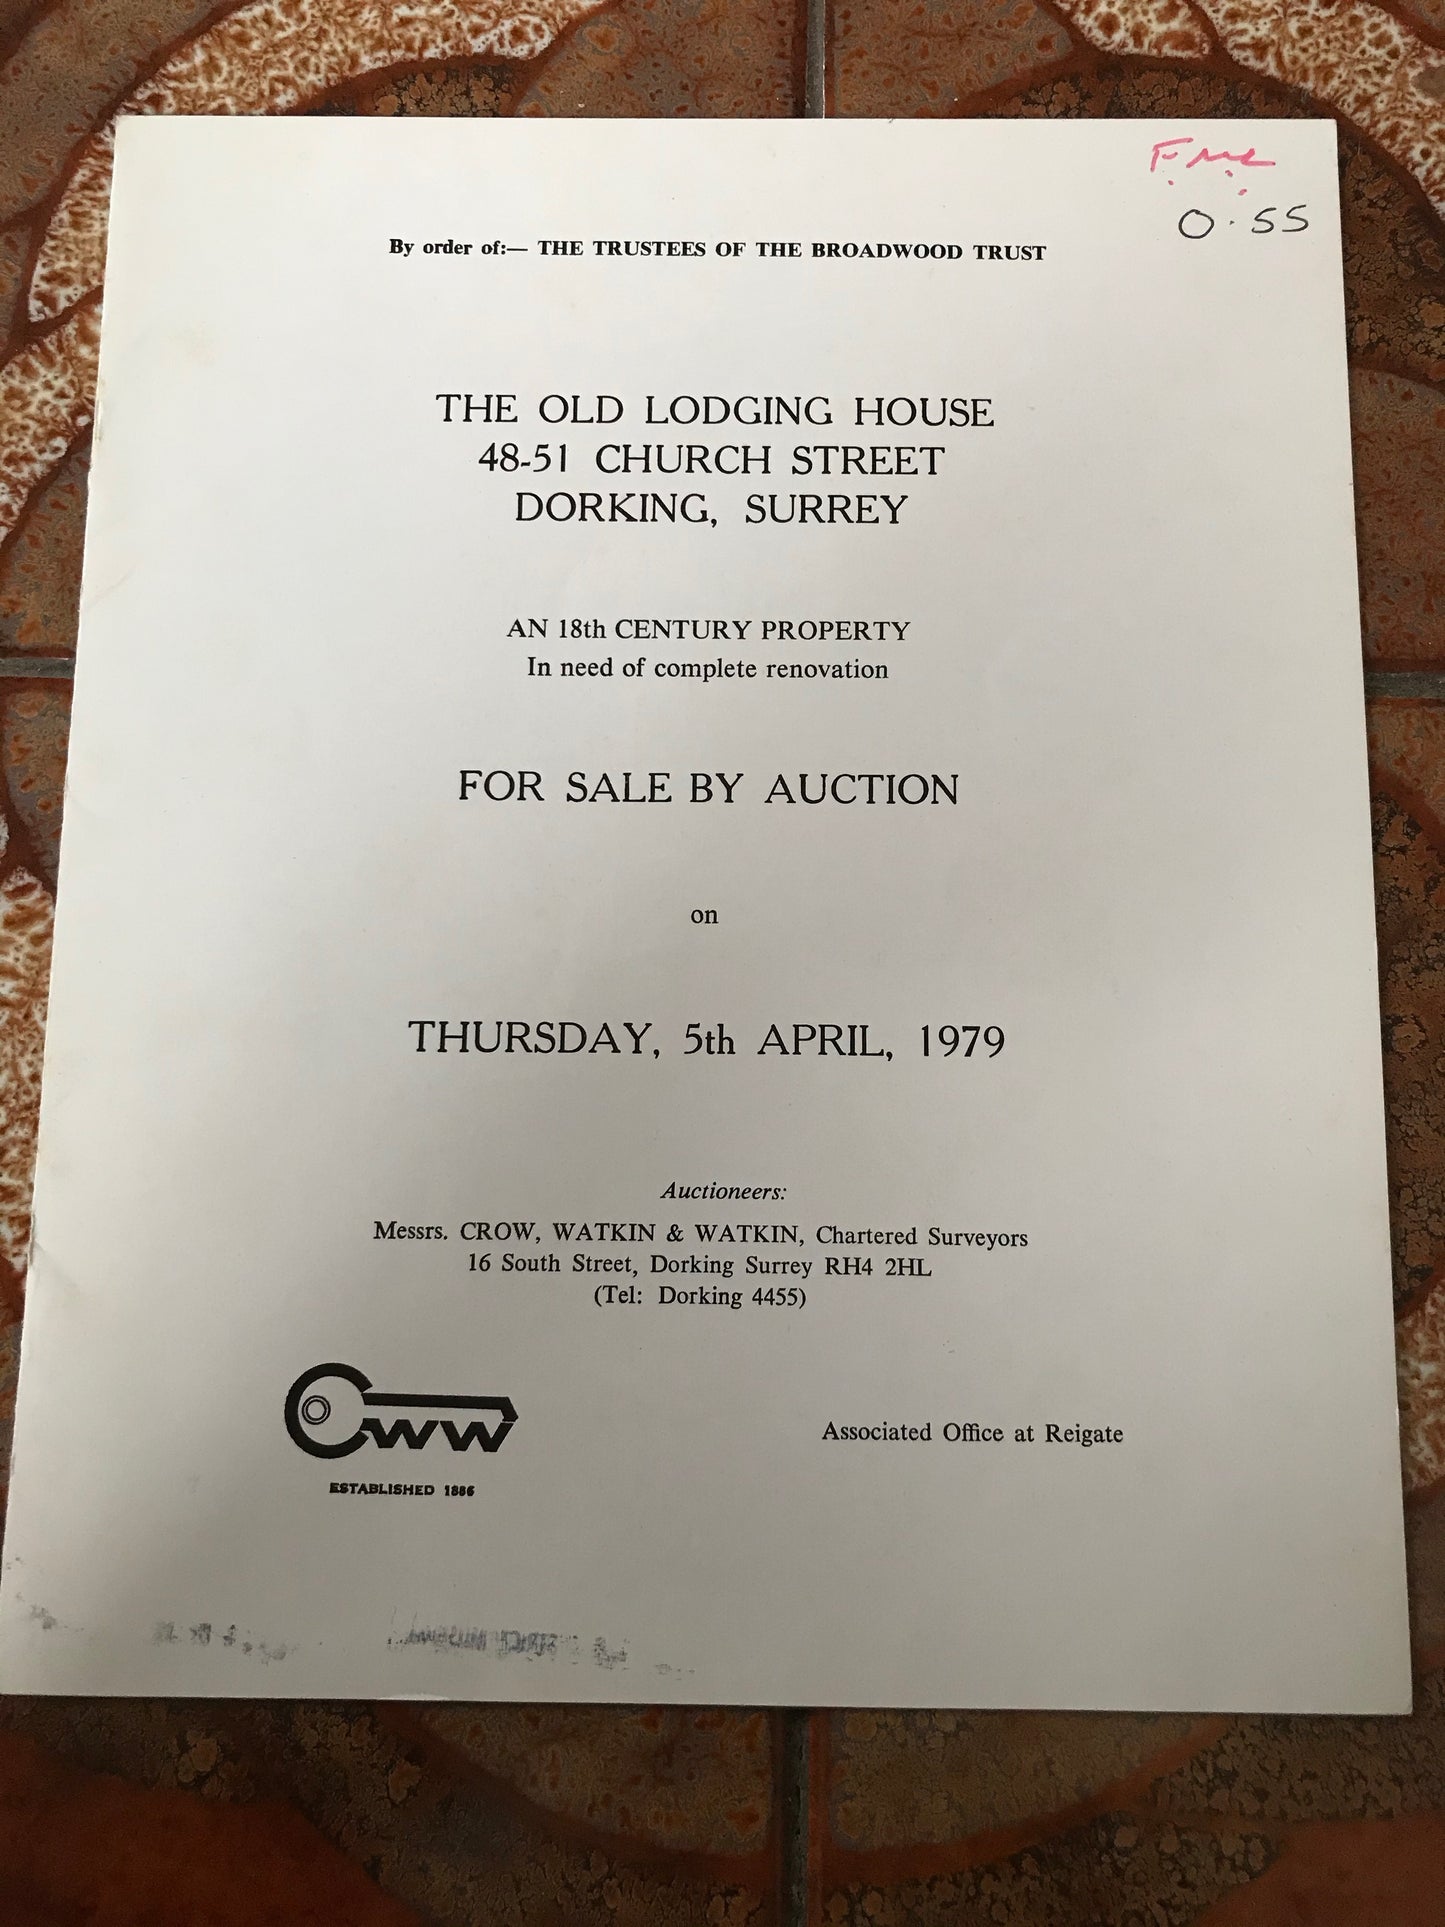 0.55
By order of:— THE TRUSTEES OF THE BROADWOOD TRUST
THE OLD LODGING HOUSE
48-51 CHURCH STREET
DORKING, SURREY
AN 18th CENTURY PROPERTY
In need of complete renovation
FOR SALE BY AUCTION
on
THURSDAY, 5th APRIL, 1979
Auctioneers:
Messrs. CROW, WATKIN & WATKIN, Chartered Surveyors
16 South Street, Dorking Surrey RH4 2HL
(Tel: Dorking 4455)
CWW
Associated Office at Reigate
ESTABLISHED 1886